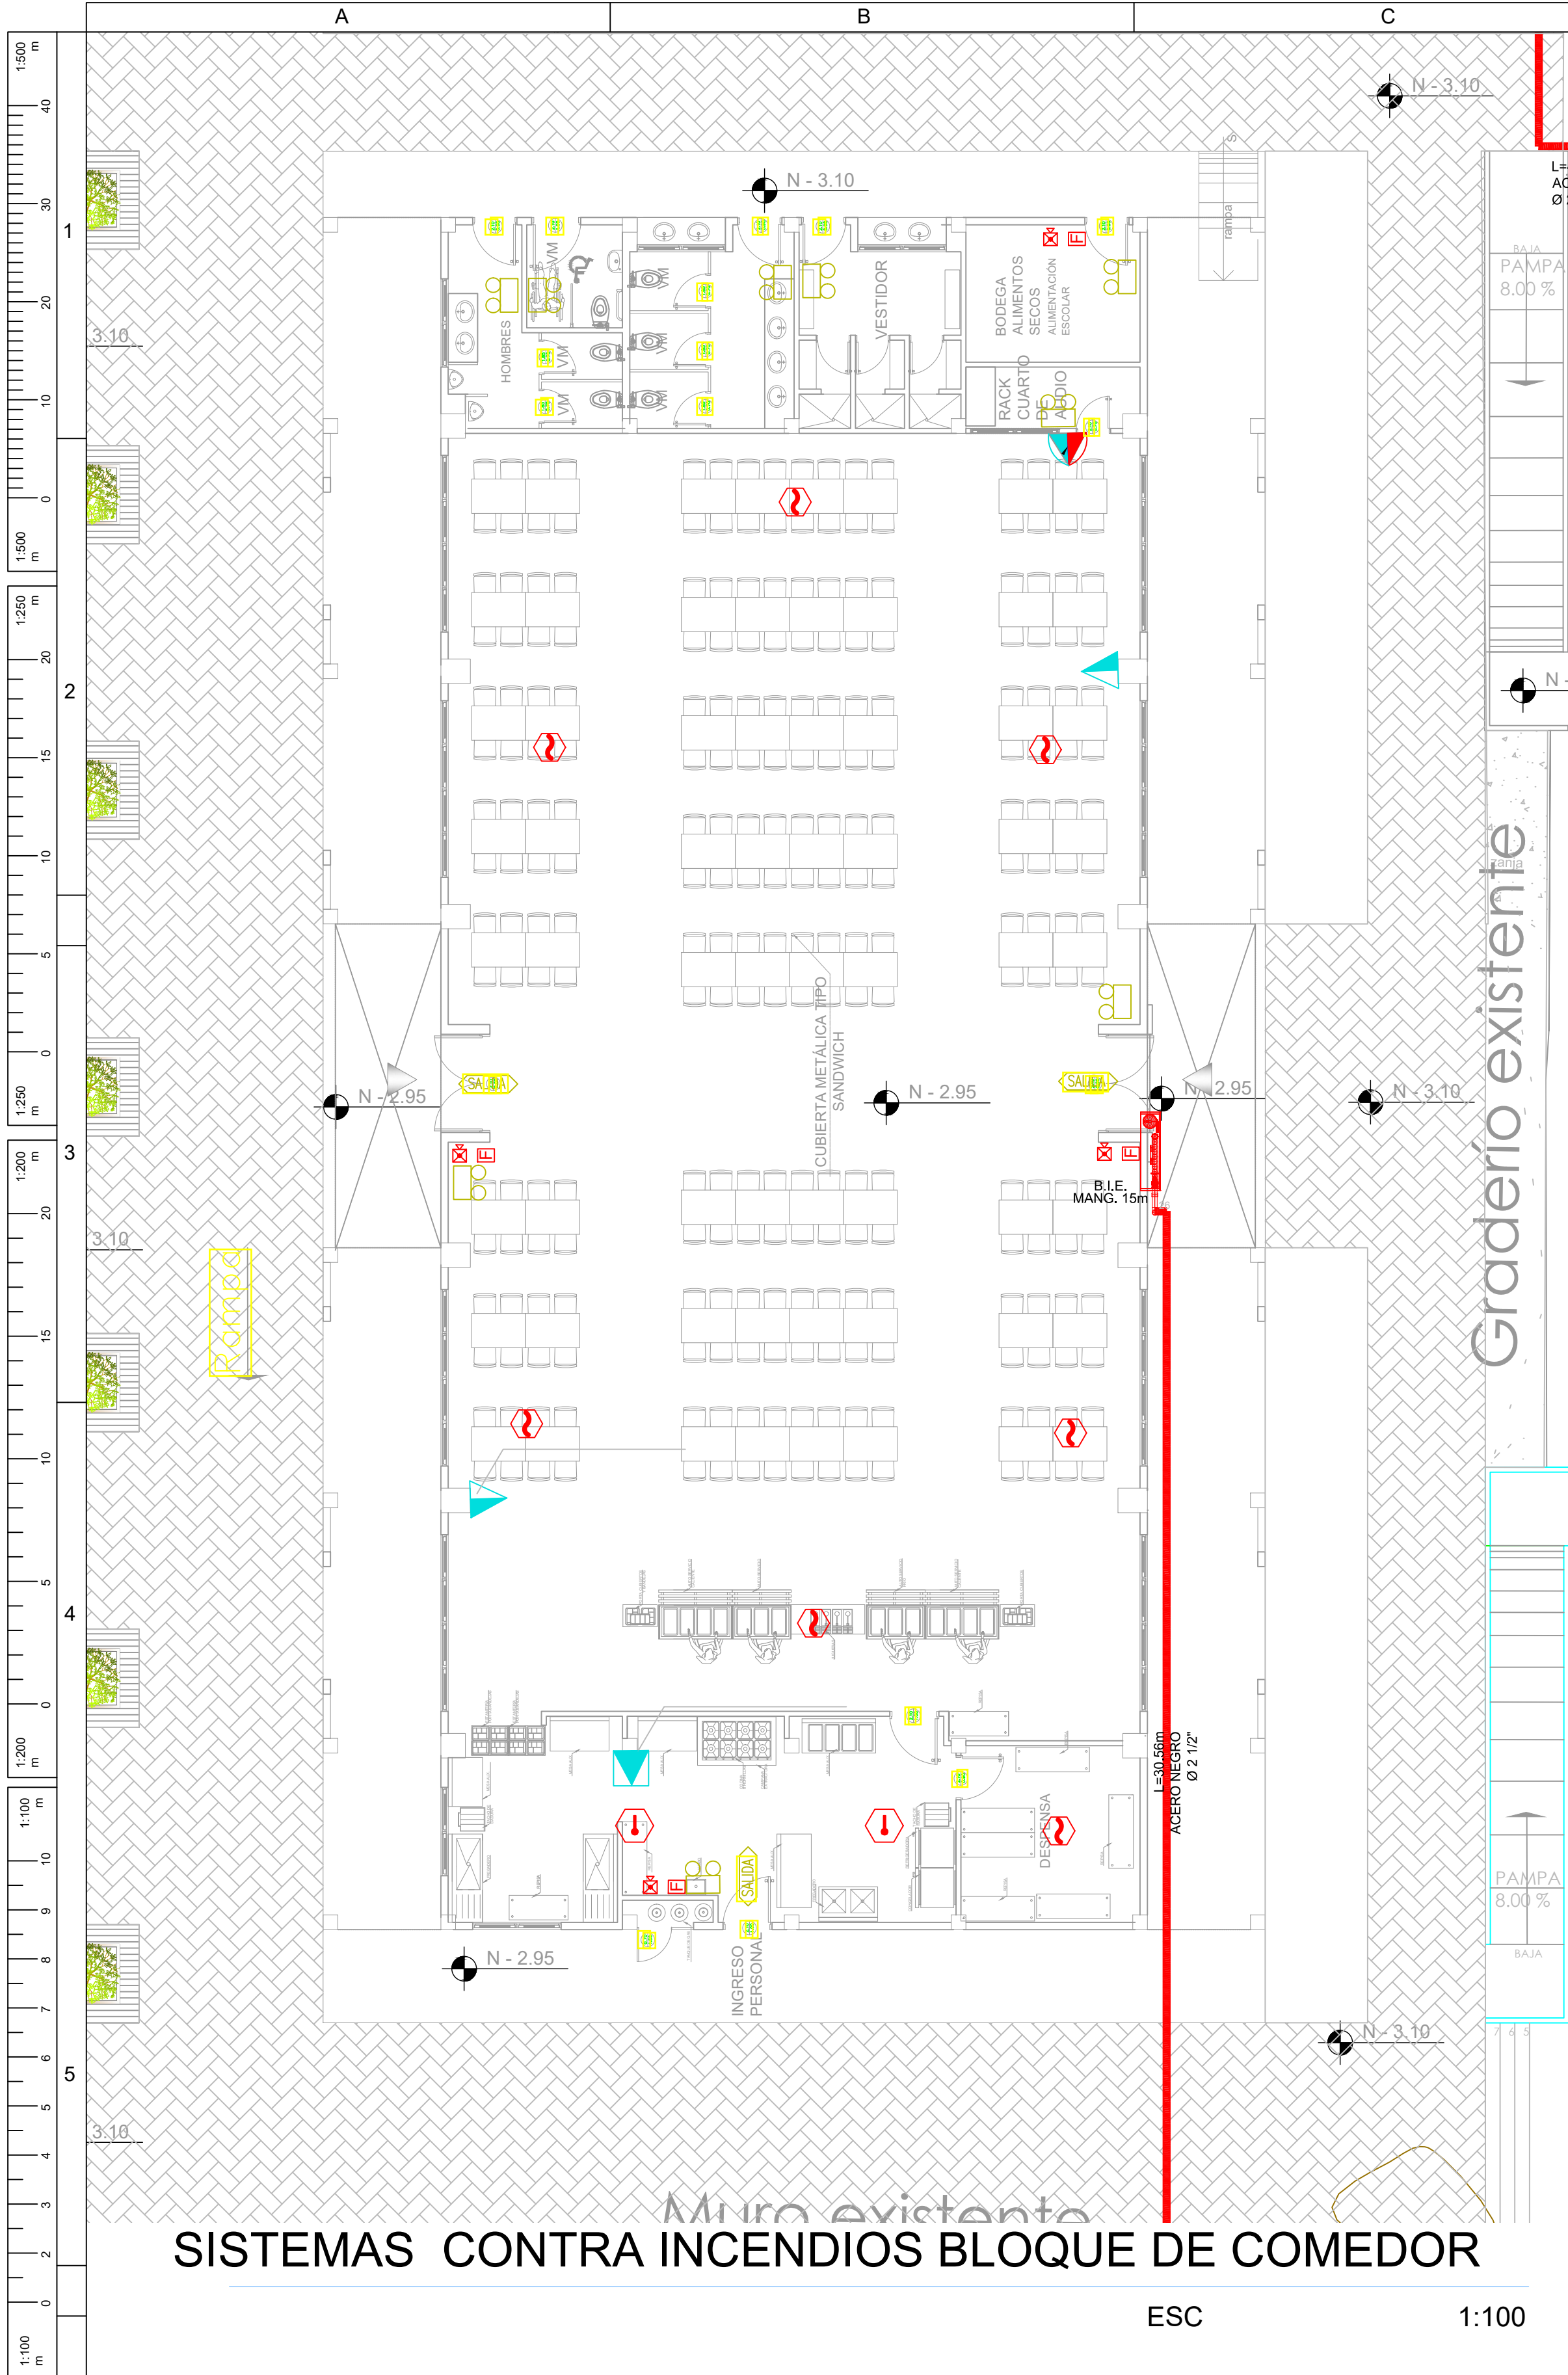 A
B
C
1:500
m
40
30
20
10
0
1:500
m
1:250
m
20
15
10
5
0
1:250
m
1:200
m
20
15
10
5
0
1:200
m
1:100
m
10
9
8
7
6
5
4
3
2
0
1:100
m
1
2
3
4
5
N - 3.10
N - 3.10
S
rampa
3.10
HOMBRES
VM
VM
VM
VM
VM
VM
VESTIDOR
BODEGA
ALIMENTOS
SECOS
ALIMENTACIÓN
ESCOLAR
F
RACK
CUARTO
DE
AUDIO
BAJA
PAMPA
8.00 %
zanja
Graderío existente
CUBIERTA METÁLICA TIPO
SANDWICH
SALIDA
SALIDA
N - 2.95
N - 2.95
N - 2.95
N - 3.10
F
F
B.I.E.
MANG. 15m
3.10
Rampa
L=30.56m
ACERO NEGRO
Ø 2 1/2"
DESPENSA
F
SALIDA
INGRESO
PERSONAL
N - 2.95
PAMPA
8.00 %
BAJA
7 6 5
N - 3.10
3.10
Muro existente
SISTEMAS CONTRA INCENDIOS BLOQUE DE COMEDOR
ESC 1:100